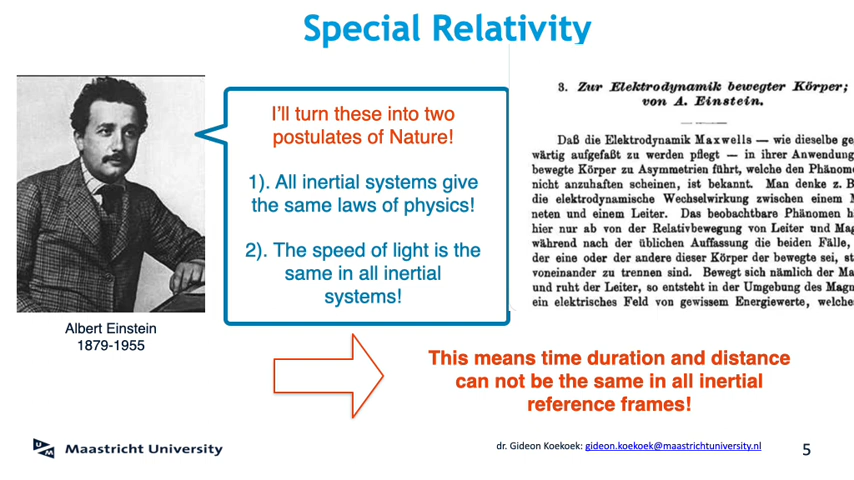 Special Relativity
I'll turn these into two
postulates of Nature!
1). All inertial systems give
the same laws of physics!
2). The speed of light is the
same in all inertial
systems!
Albert Einstein
1879-1955
3. Zur Elektrodynamik bewegter Körper;
von A. Einstein.
Daß die Elektrodynamik Maxwells — wie dieselbe ge
wärtig aufgefaßt zu werden pflegt — in ihrer Anwendung
bewegte Körper zu Asymmetrien führt, welche den Phänom
nicht anzuhaften scheinen, ist bekannt. Man denke z. B
die elektrodynamische Wechselwirkung zwischen einem M
neten und einem Leiter. Das beobachtbare Phänomen h
hier nur ab von der Relativbewegung von Leiter und Mag
während nach der üblichen Auffassung die beiden Fälle,
der eine oder der andere dieser Körper der bewegte sei, st
voneinander zu trennen sind. Bewegt sich nämlich der Ma
und ruht der Leiter, so entsteht in der Umgebung des Magn
ein elektrisches Feld von gewissem Energiewerte, welche
This means time duration and distance
can not be the same in all inertial
reference frames!
UM Maastricht University
dr. Gideon Koekoek: gideon.koekoek@maastrichtuniversity.nl
5